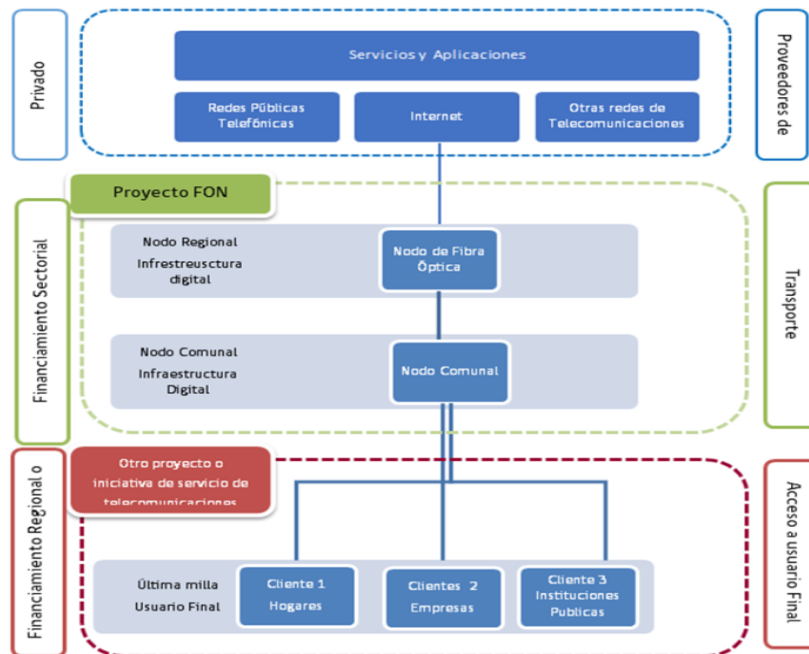 Privado
Servicios y Aplicaciones
Redes Públicas
Telefónicas
Internet
Otras redes de
Telecomunicaciones
Proveedores de
Financiamiento Sectorial
Proyecto FON
Nodo Regional
Infrestreusctura
digital
Nodo de Fibra
Óptica
Nodo Comunal
Infraestructura
Digital
Nodo Comunal
Transporte
Financiamiento Regional o
Otro proyecto o
iniciativa de servicio de
telecomunicaciones
Última milla
Usuario Final
Cliente 1
Hogares
Clientes 2
Empresas
Cliente 3
Instituciones
Publicas
Acceso a usuario Final